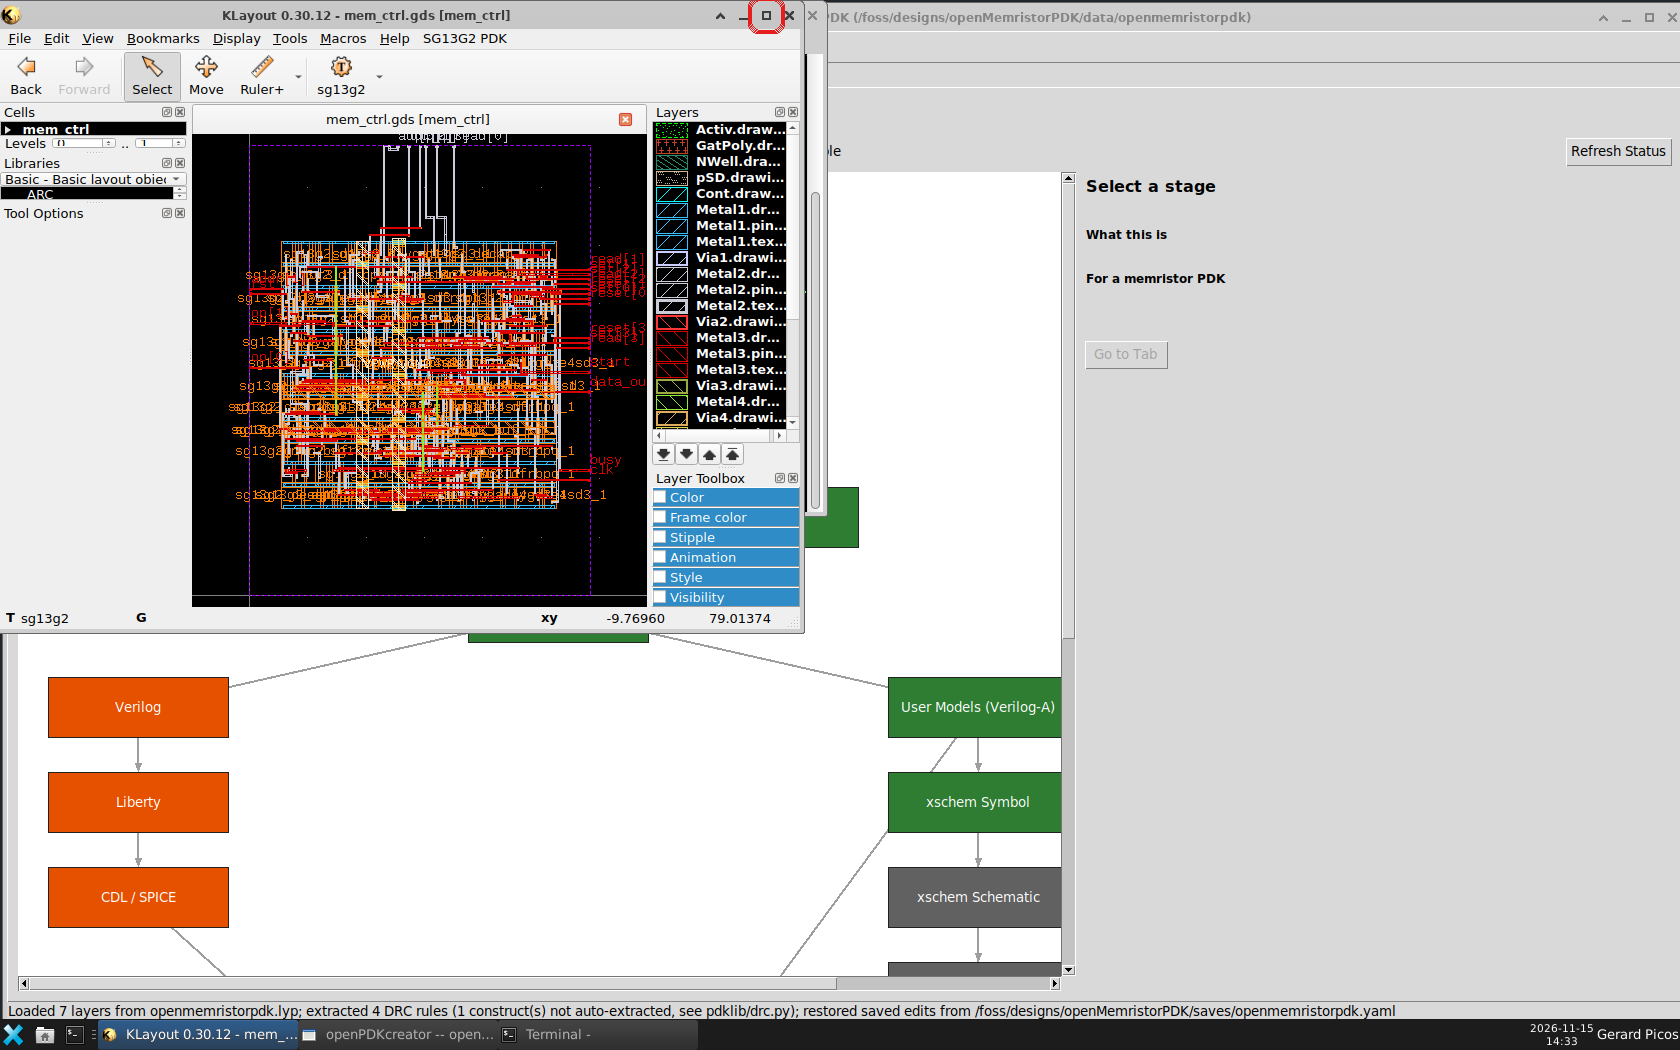 KLayout 0.30.12 - mem_ctrl.gds [mem_ctrl]
PDK (/foss/designs/openMemristorPDK/data/openmemristorpdk)
File Edit View Bookmarks Display Tools Macros Help SG13G2 PDK
Back Forward Select Move Ruler+ sg13g2
Cells
mem_ctrl
Levels 0 .. 1
Libraries
Basic - Basic layout objec
ARC
Tool Options
mem_ctrl.gds [mem_ctrl]
data_ou
busy
clk
Layers
Activ.draw...
GatPoly.dr...
NWell.dra...
pSD.drawi...
Cont.draw...
Metal1.dr...
Metal1.pin...
Metal1.tex...
Via1.drawi...
Metal2.dr...
Metal2.pin...
Metal2.tex...
Via2.drawi...
Metal3.dr...
Metal3.pin...
Metal3.tex...
Via3.drawi...
Metal4.dr...
Via4.drawi...
Layer Toolbox
Color
Frame color
Stipple
Animation
Style
Visibility
T sg13g2 G xy -9.76960 79.01374
Refresh Status
Select a stage
What this is
For a memristor PDK
Go to Tab
Verilog
Liberty
CDL / SPICE
User Models (Verilog-A)
xschem Symbol
xschem Schematic
Loaded 7 layers from openmemristorpdk.lyp; extracted 4 DRC rules (1 construct(s) not auto-extracted, see pdklib/drc.py); restored saved edits from /foss/designs/openMemristorPDK/saves/openmemristorpdk.yaml
KLayout 0.30.12 - mem_... openPDKcreator -- open... Terminal -
2026-11-15
14:33
Gerard Picos